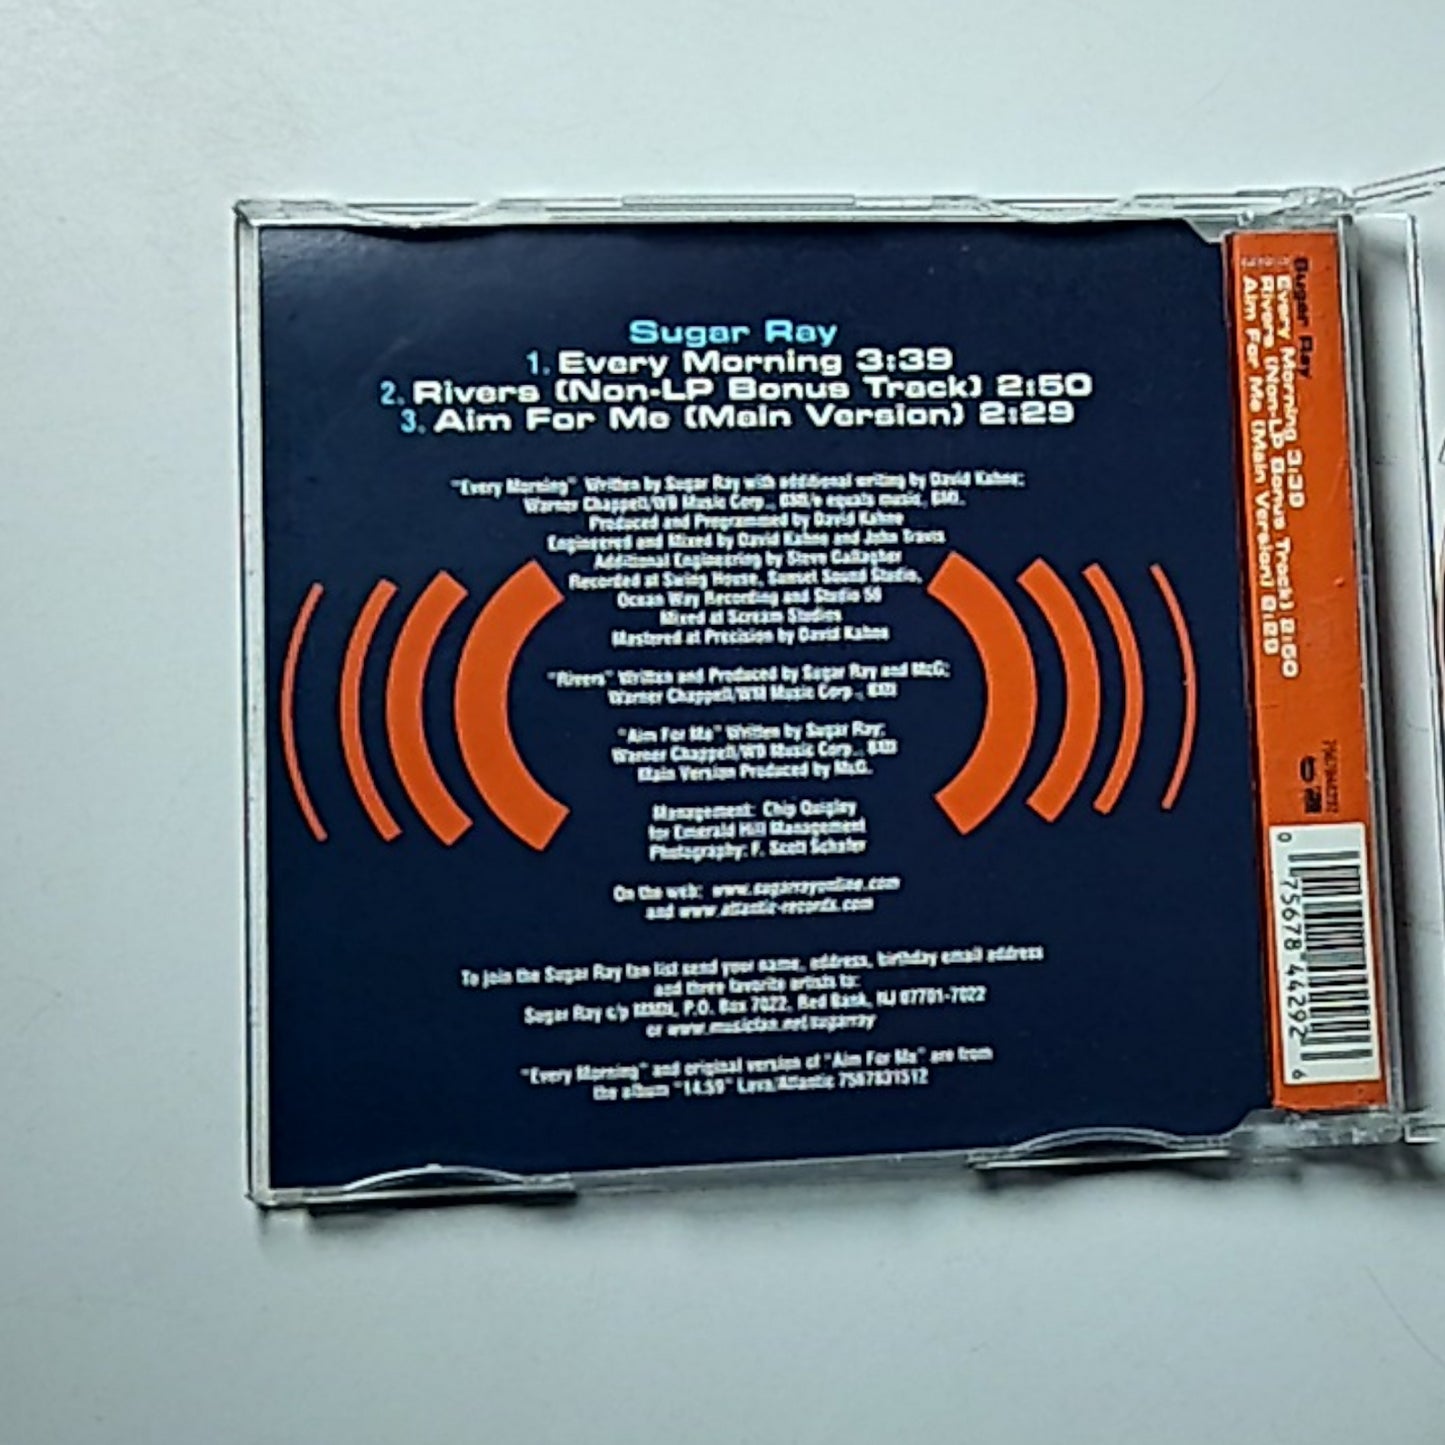 Sugar Ray
1. Every Morning 3:39
2. Rivers (Non-LP Bonus Track) 2:50
3. Aim For Me (Main Version) 2:29
"Every Morning" Written by Sugar Ray with additional writing by David Kahne;
Warner Chappell/WB Music Corp., equals music, BMI.
Produced and Programmed by David Kahne
Engineered and Mixed by David Kahne and John Travis
Additional Engineering by Steve Gallagher
Recorded at Swing House, Sunset Sound Studio,
Ocean Way Recording and Studio 56
Mixed at Scream Studios
Mastered at Precision by David Kahne
"Rivers" Written and Produced by Sugar Ray and McG;
Warner Chappell/WB Music Corp., BMI
"Aim For Me" Written by Sugar Ray;
Warner Chappell/WB Music Corp., BMI
Main Version Produced by McG.
Management: Chip Quigley
for Emerald Hill Management
Photography: F. Scott Schafer
On the web: www.sugarrayonline.com
and www.atlantic-records.com
To join the Sugar Ray fan list send your name, address, birthday email address
and three favorite artists to:
Sugar Ray c/o P.O. Box 7022, Red Bank, NJ 07701-7022
or www.musicfan.net/sugarray
"Every Morning" and original version of "Aim For Me" are from
the album "14:59" Lava/Atlantic 7567831512
Sugar Ray
Every Morning 3:39
Rivers (Non-LP Bonus Track) 2:50
Aim For Me (Main Version) 2:29
0 75678 44292 6